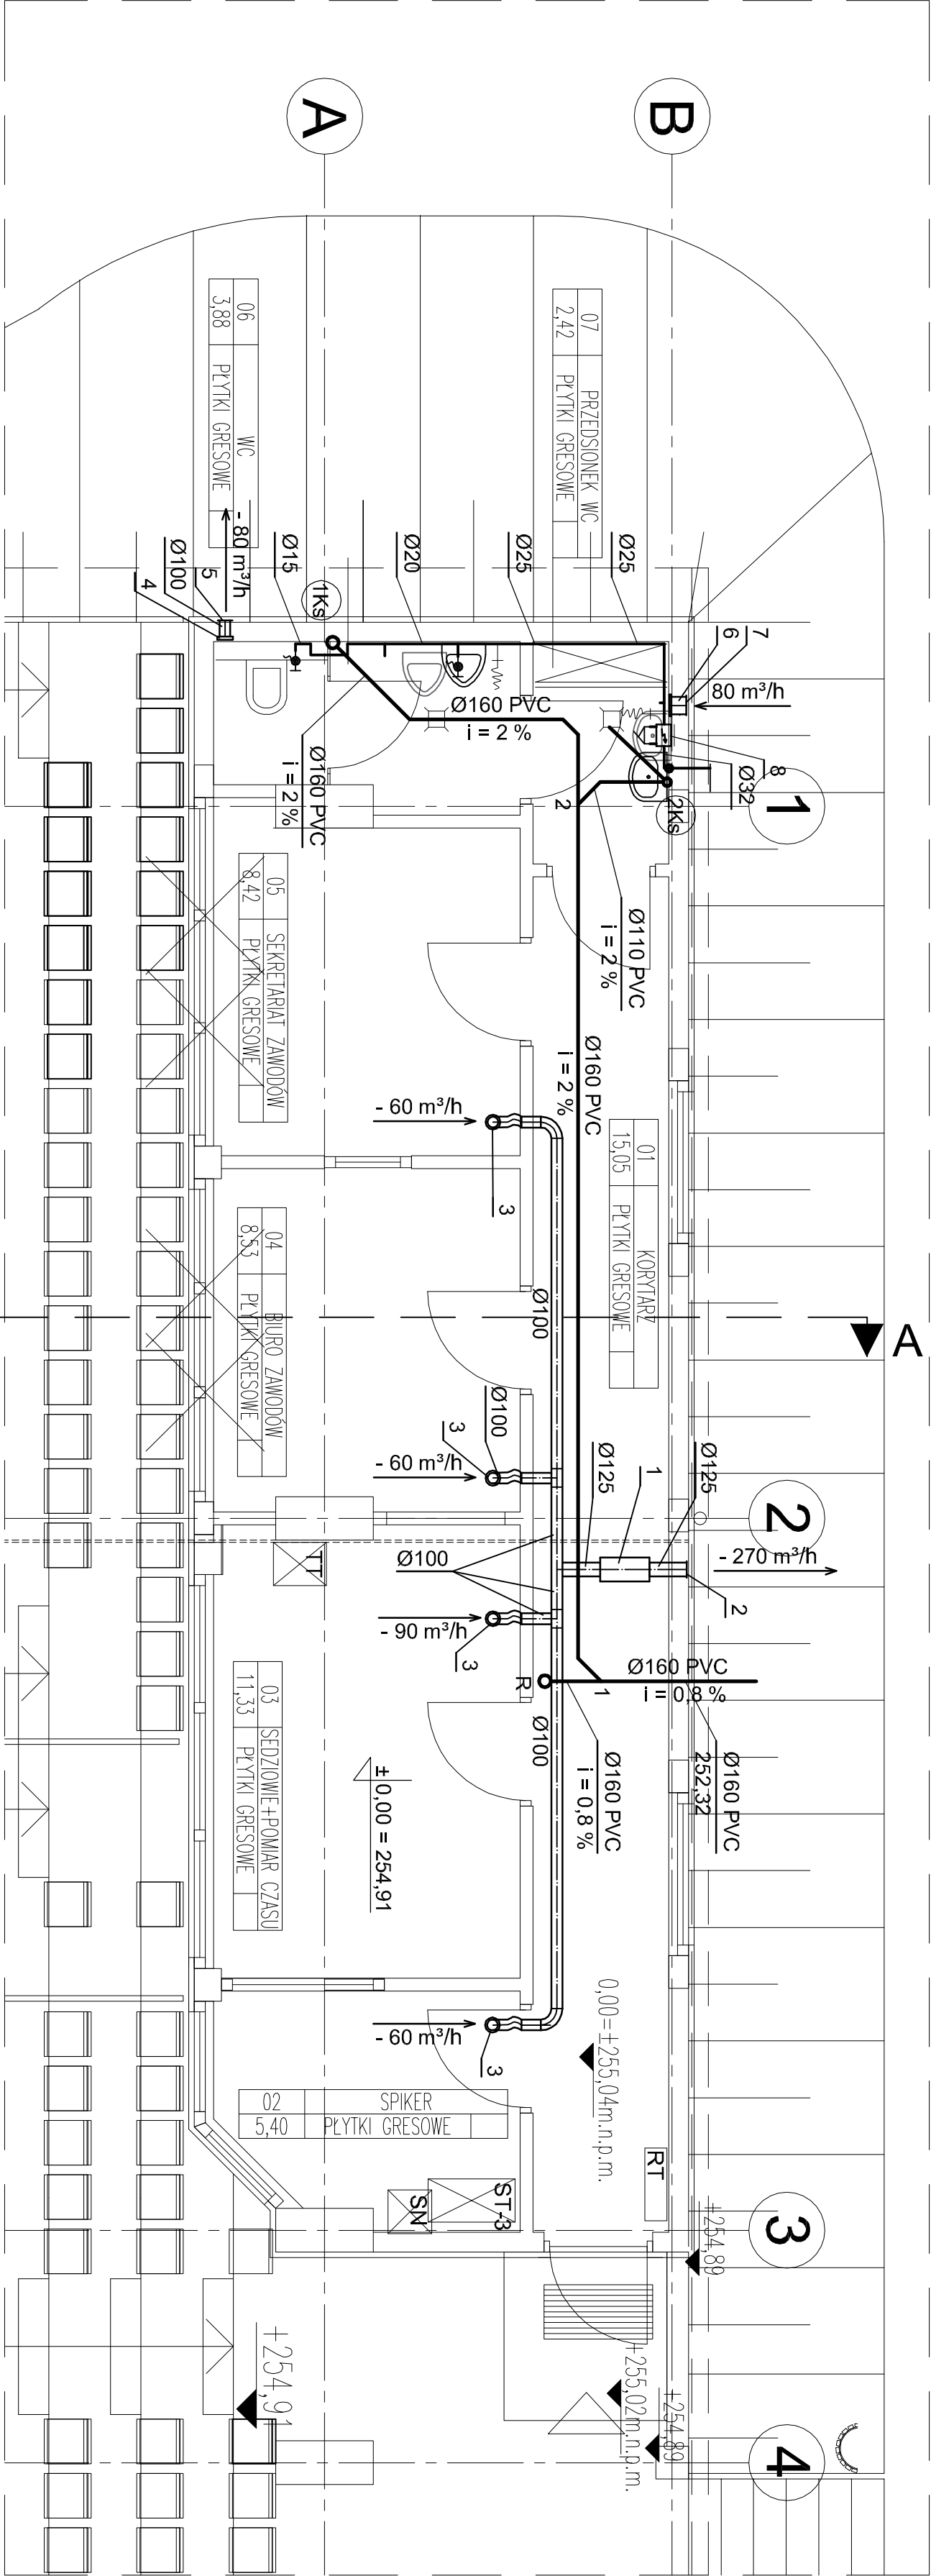 A
B
07 PRZEDSIONEK WC
2,42 PŁYTKI GRESOWE
06 WC
3,88 PŁYTKI GRESOWE
- 80 m³/h
5
Ø100
4
Ø15
1Ks
Ø20
Ø25
Ø25
7
6
80 m³/h
8
Ø32
1
2Ks
Ø160 PVC
i = 2 %
Ø160 PVC
i = 2 %
2
Ø110 PVC
i = 2 %
05 SEKRETARIAT ZAWODÓW
8,42 PŁYTKI GRESOWE
Ø160 PVC
i = 2 %
- 60 m³/h
3
01 KORYTARZ
15,05 PŁYTKI GRESOWE
04 BIURO ZAWODÓW
8,53 PŁYTKI GRESOWE
Ø100
A
Ø100
3
- 60 m³/h
Ø125
1
Ø125
2
- 270 m³/h
2
TT
Ø100
- 90 m³/h
3
R
1
Ø160 PVC
i = 0,8 %
Ø100
Ø160 PVC
i = 0,8 %
Ø160 PVC
252,32
03 SEDZIOWIE+POMIAR CZASU
11,33 PŁYTKI GRESOWE
± 0,00 = 254,91
0,00=±255,04m.n.p.m.
- 60 m³/h
3
02 SPIKER
5,40 PŁYTKI GRESOWE
RT
ST-3
SN
+254,89
3
+254,91
+255,02m.n.p.m.
+254,89
4